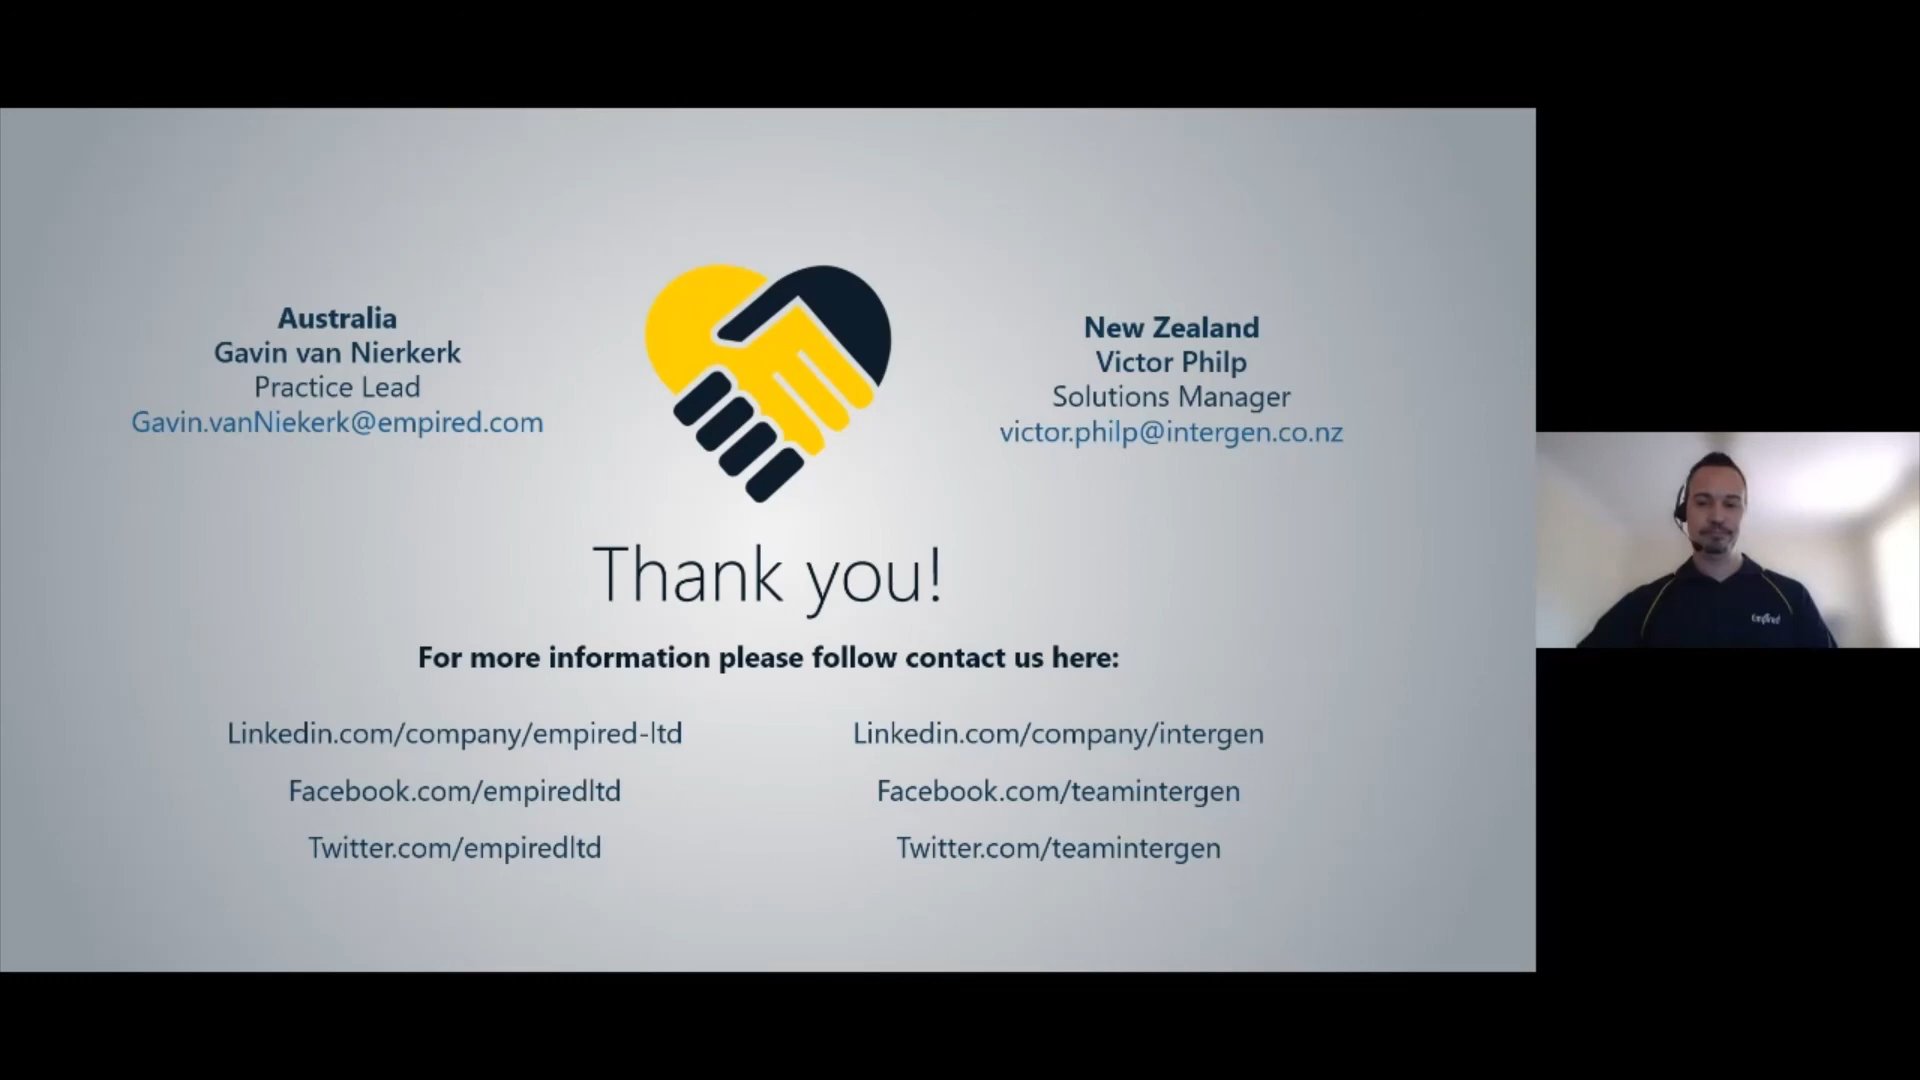 Australia
Gavin van Nierkerk
Practice Lead
Gavin.vanNiekerk@empired.com
New Zealand
Victor Philp
Solutions Manager
victor.philp@intergen.co.nz
Thank you!
For more information please follow contact us here:
Linkedin.com/company/empired-ltd
Facebook.com/empiredltd
Twitter.com/empiredltd
Linkedin.com/company/intergen
Facebook.com/teamintergen
Twitter.com/teamintergen
empired